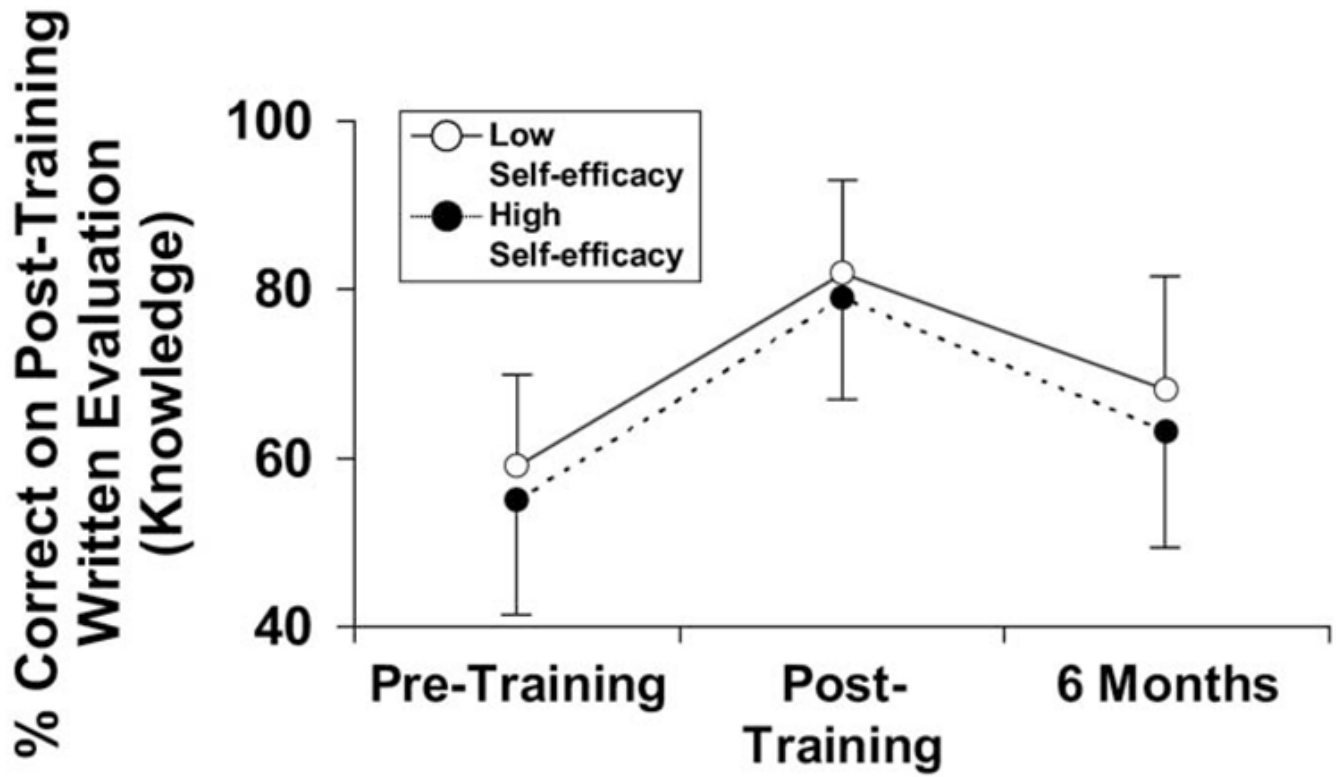 % Correct on Post-Training
Written Evaluation
(Knowledge)
100
80
60
40
Low
Self-efficacy
High
Self-efficacy
Pre-Training
Post-
Training
6 Months